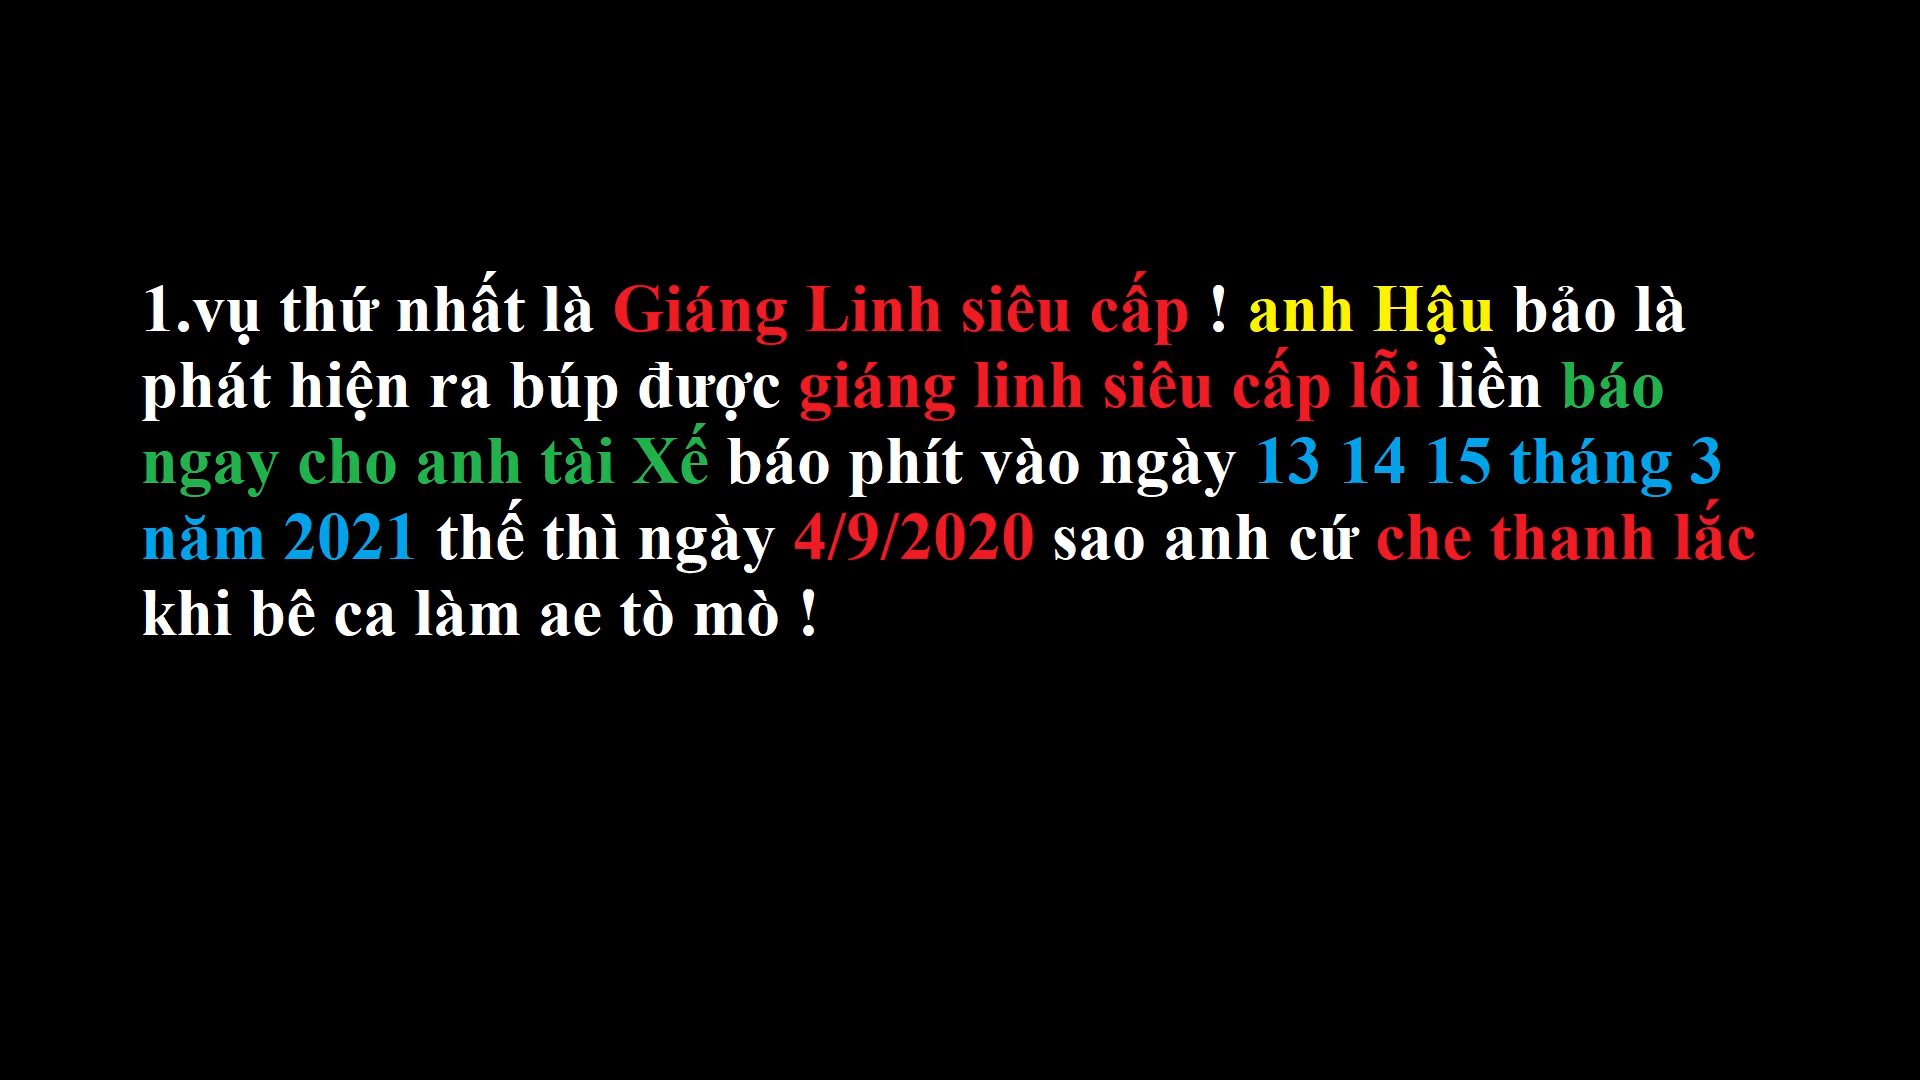 1.vụ thứ nhất là Giáng Linh siêu cấp ! anh Hậu bảo là
phát hiện ra búp được giáng linh siêu cấp lỗi liền báo
ngay cho anh tài Xế báo phít vào ngày 13 14 15 tháng 3
năm 2021 thế thì ngày 4/9/2020 sao anh cứ che thanh lắc
khi bê ca làm ae tò mò !